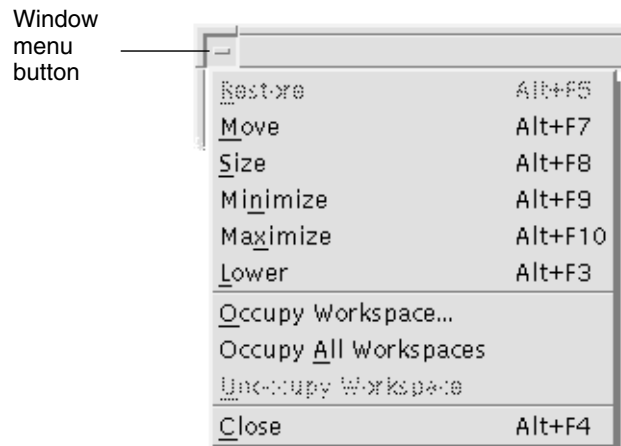 Window
menu
button
Restore Alt+F5
Move Alt+F7
Size Alt+F8
Minimize Alt+F9
Maximize Alt+F10
Lower Alt+F3
Occupy Workspace...
Occupy All Workspaces
Unoccupy Workspace
Close Alt+F4